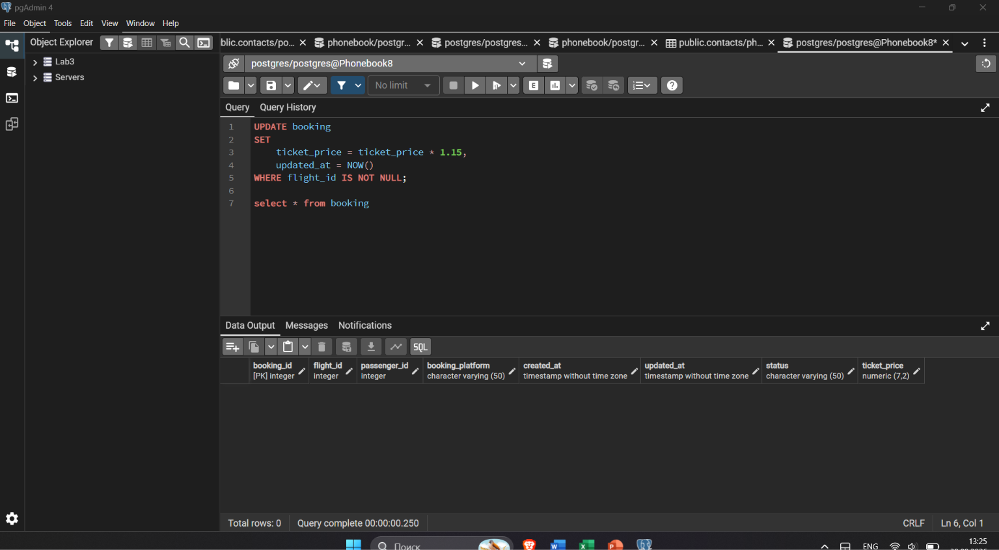 pgAdmin 4
File Object Tools Edit View Window Help
Object Explorer
blic.contacts/po... phonebook/postgr... postgres/postgres... phonebook/postgr... public.contacts/ph... postgres/postgres@Phonebook8*
Lab3
Servers
postgres/postgres@Phonebook8
No limit
E
Query Query History
1 UPDATE booking
2 SET
3 ticket_price = ticket_price * 1.15,
4 updated_at = NOW()
5 WHERE flight_id IS NOT NULL;
6
7 select * from booking
Data Output Messages Notifications
SQL
booking_id flight_id passenger_id booking_platform created_at updated_at status ticket_price
[PK] integer integer integer character varying (50) timestamp without time zone timestamp without time zone character varying (50) numeric (7,2)
Total rows: 0 Query complete 00:00:00.250 CRLF Ln 6, Col 1
Поиск ENG 13:25